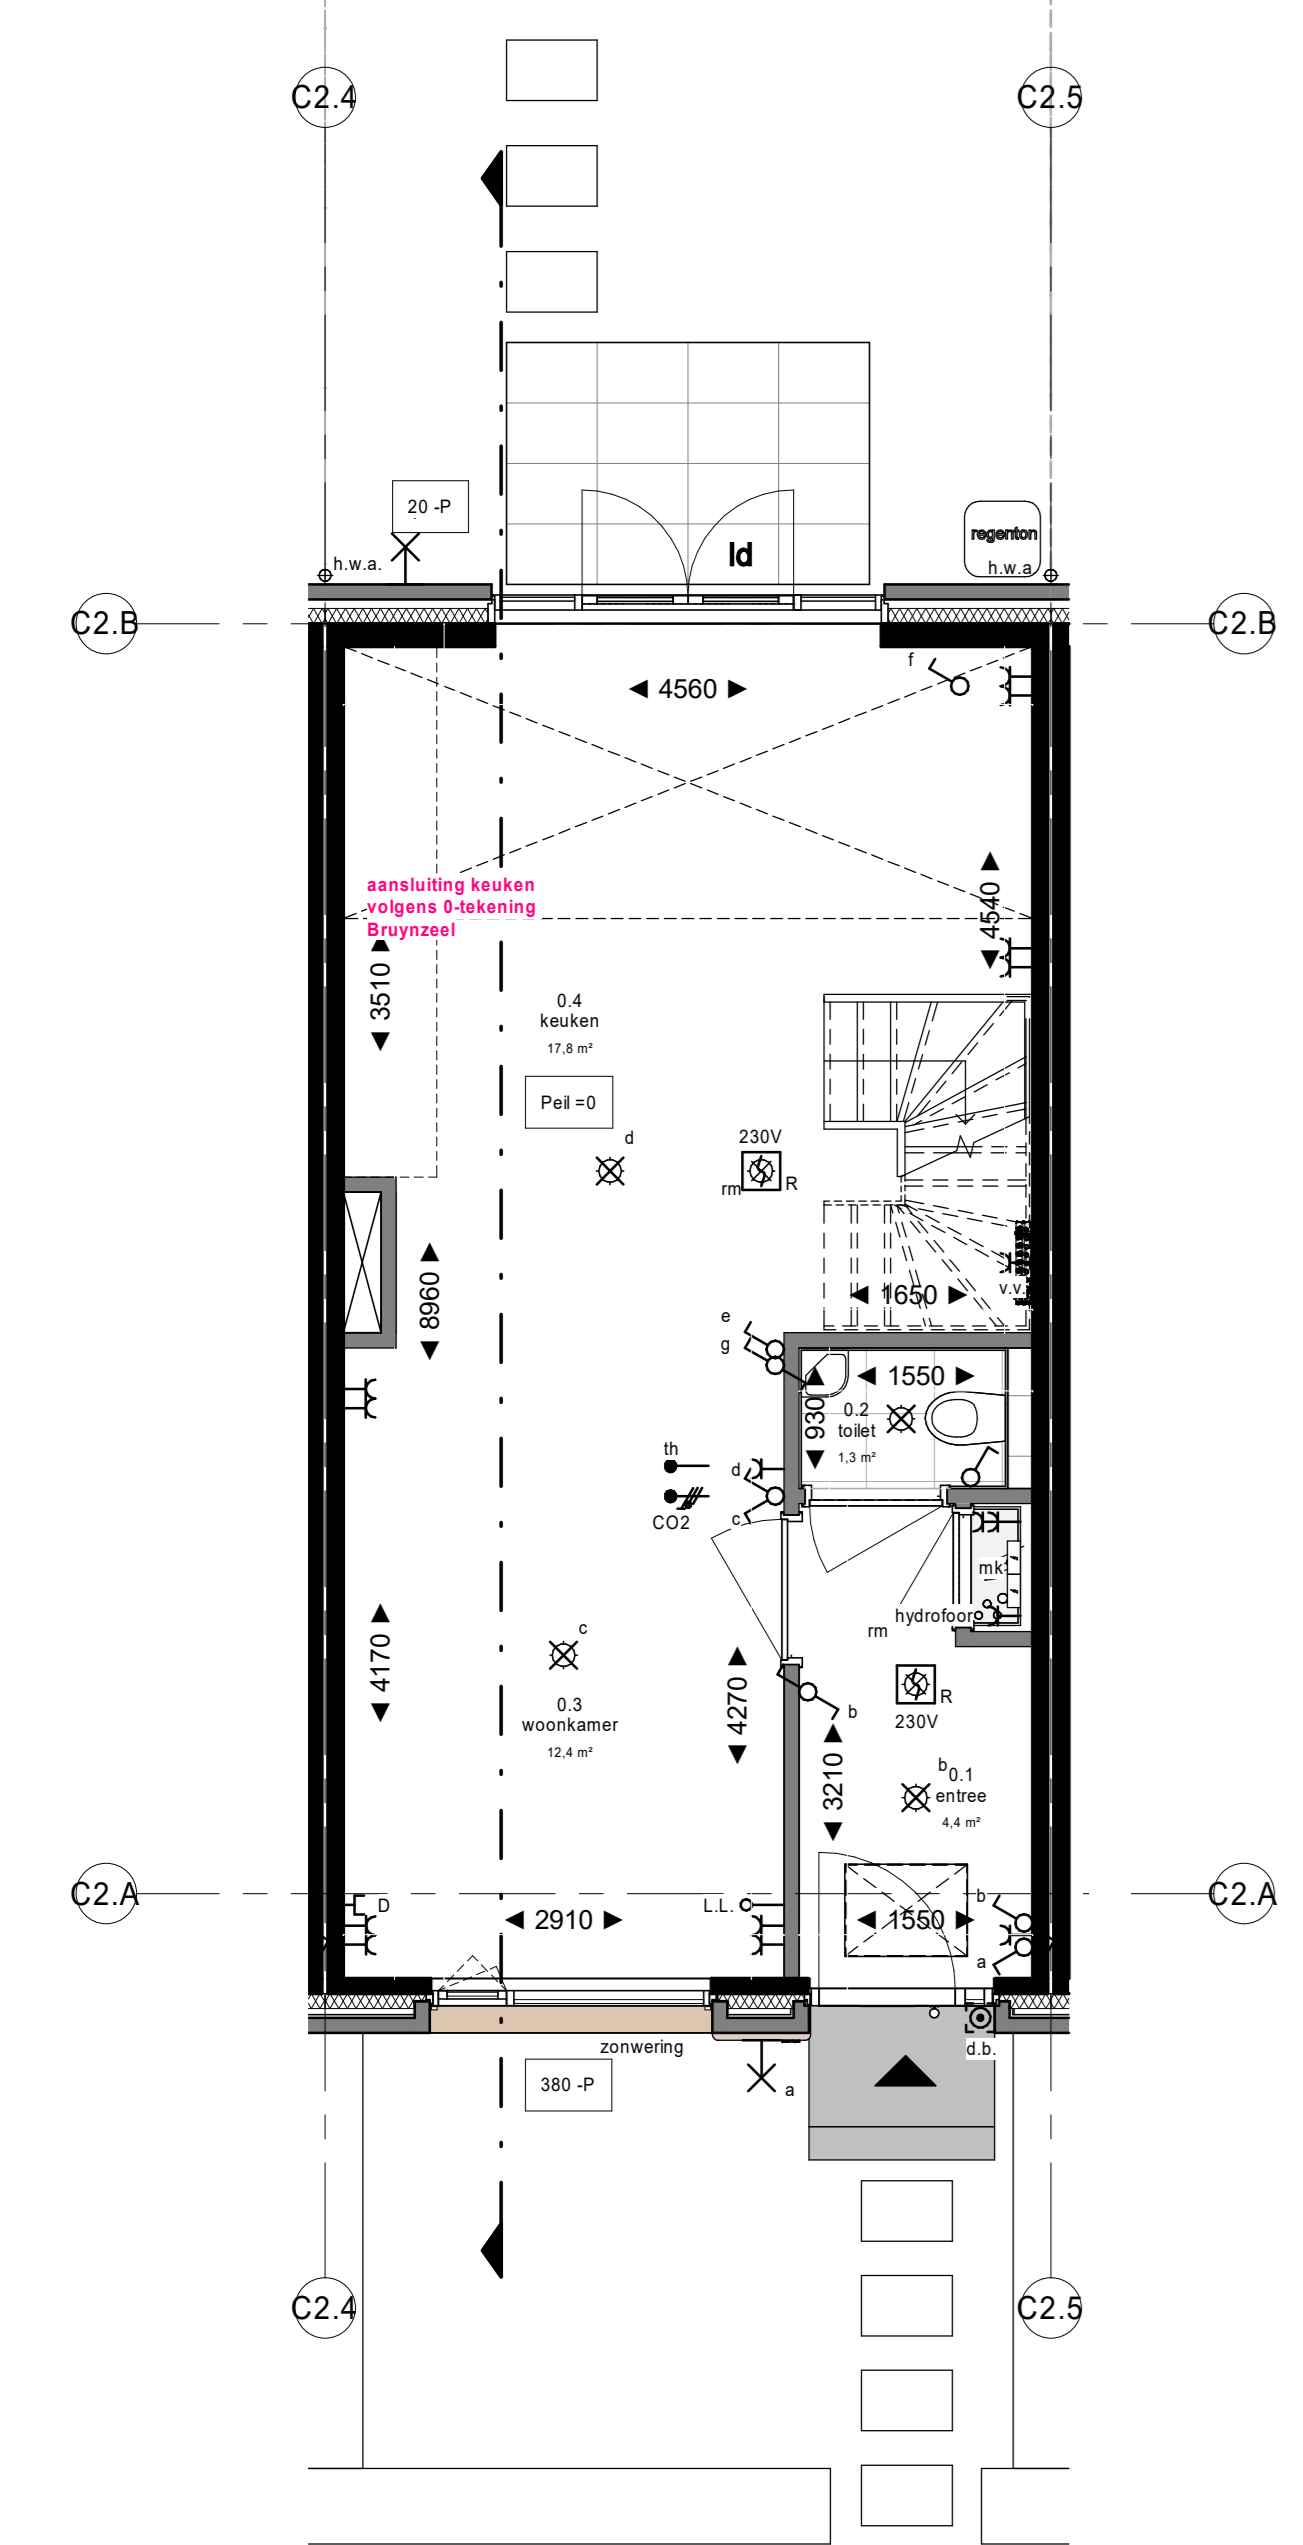 C2.4
C2.5
20 -P
ld
regenton
h.w.a.
h.w.a
C2.B
C2.B
f
4560
aansluiting keuken
volgens 0-tekening
Bruynzeel
4540
3510
0.4
keuken
17,8 m²
Peil =0
d
230V
rm
R
8960
v.v.
1650
e
g
1550
930
0.2
toilet
1,3 m²
th
d
CO2
c
mk
hydrofoor
rm
c
4170
4270
0.3
woonkamer
12,4 m²
R
b
230V
3210
b
0.1
entree
4,4 m²
C2.A
C2.A
D
L.L.
b
2910
1550
a
zonwering
d.b.
380 -P
a
C2.4
C2.5